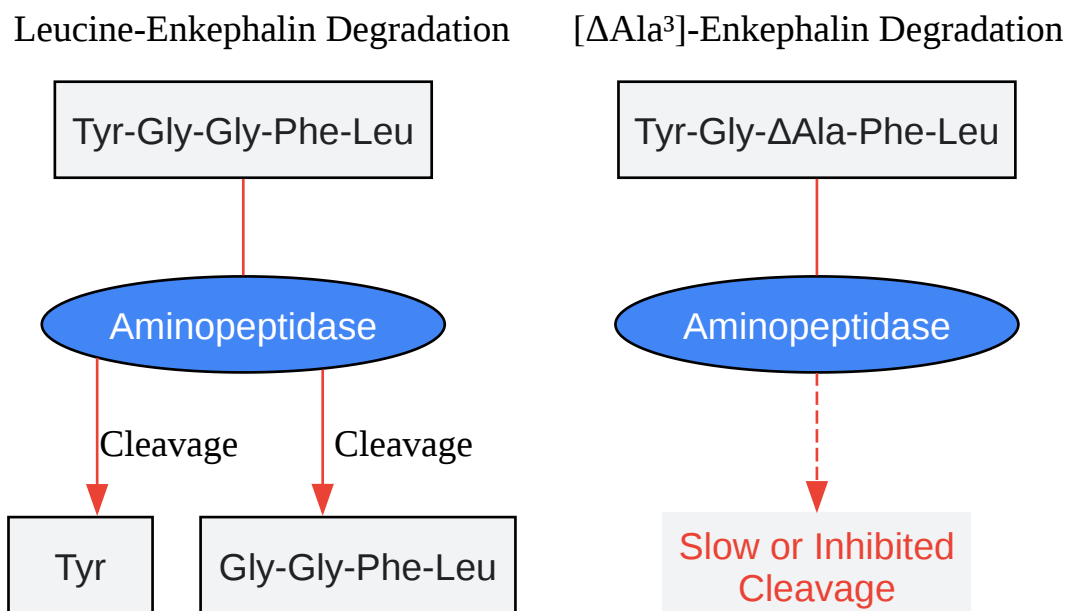 Leucine-Enkephalin Degradation
Tyr-Gly-Gly-Phe-Leu
Aminopeptidase
Cleavage
Cleavage
Tyr
Gly-Gly-Phe-Leu
[ΔAla³]-Enkephalin Degradation
Tyr-Gly-ΔAla-Phe-Leu
Aminopeptidase
Slow or Inhibited
Cleavage